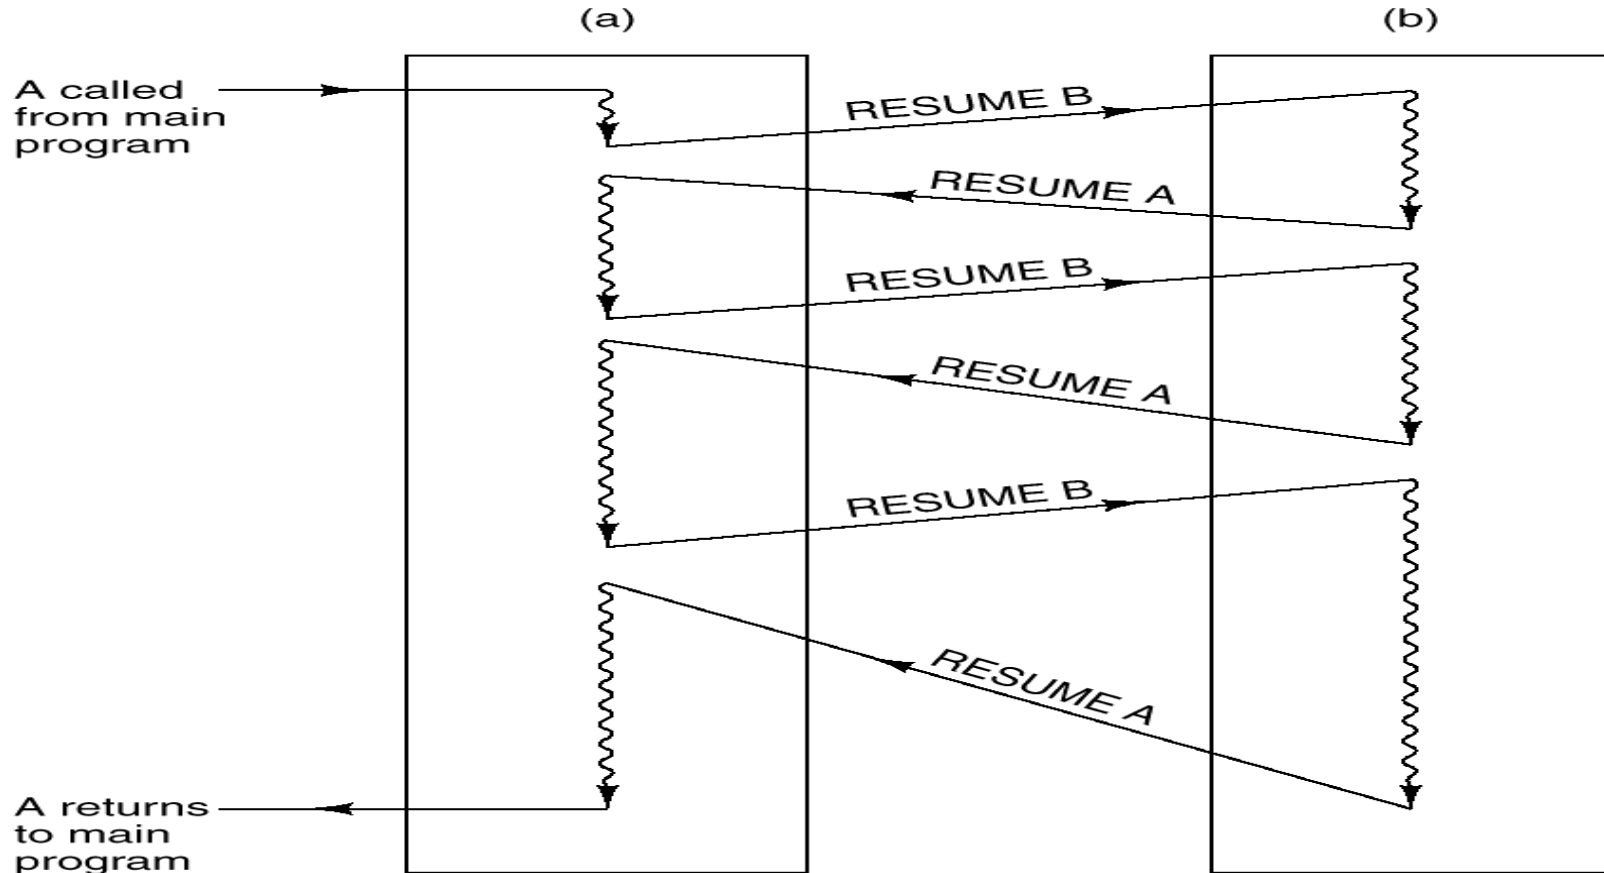 (a)
(b)
A called
from main
program
RESUME B
RESUME A
RESUME B
RESUME A
RESUME B
RESUME A
A returns
to main
program